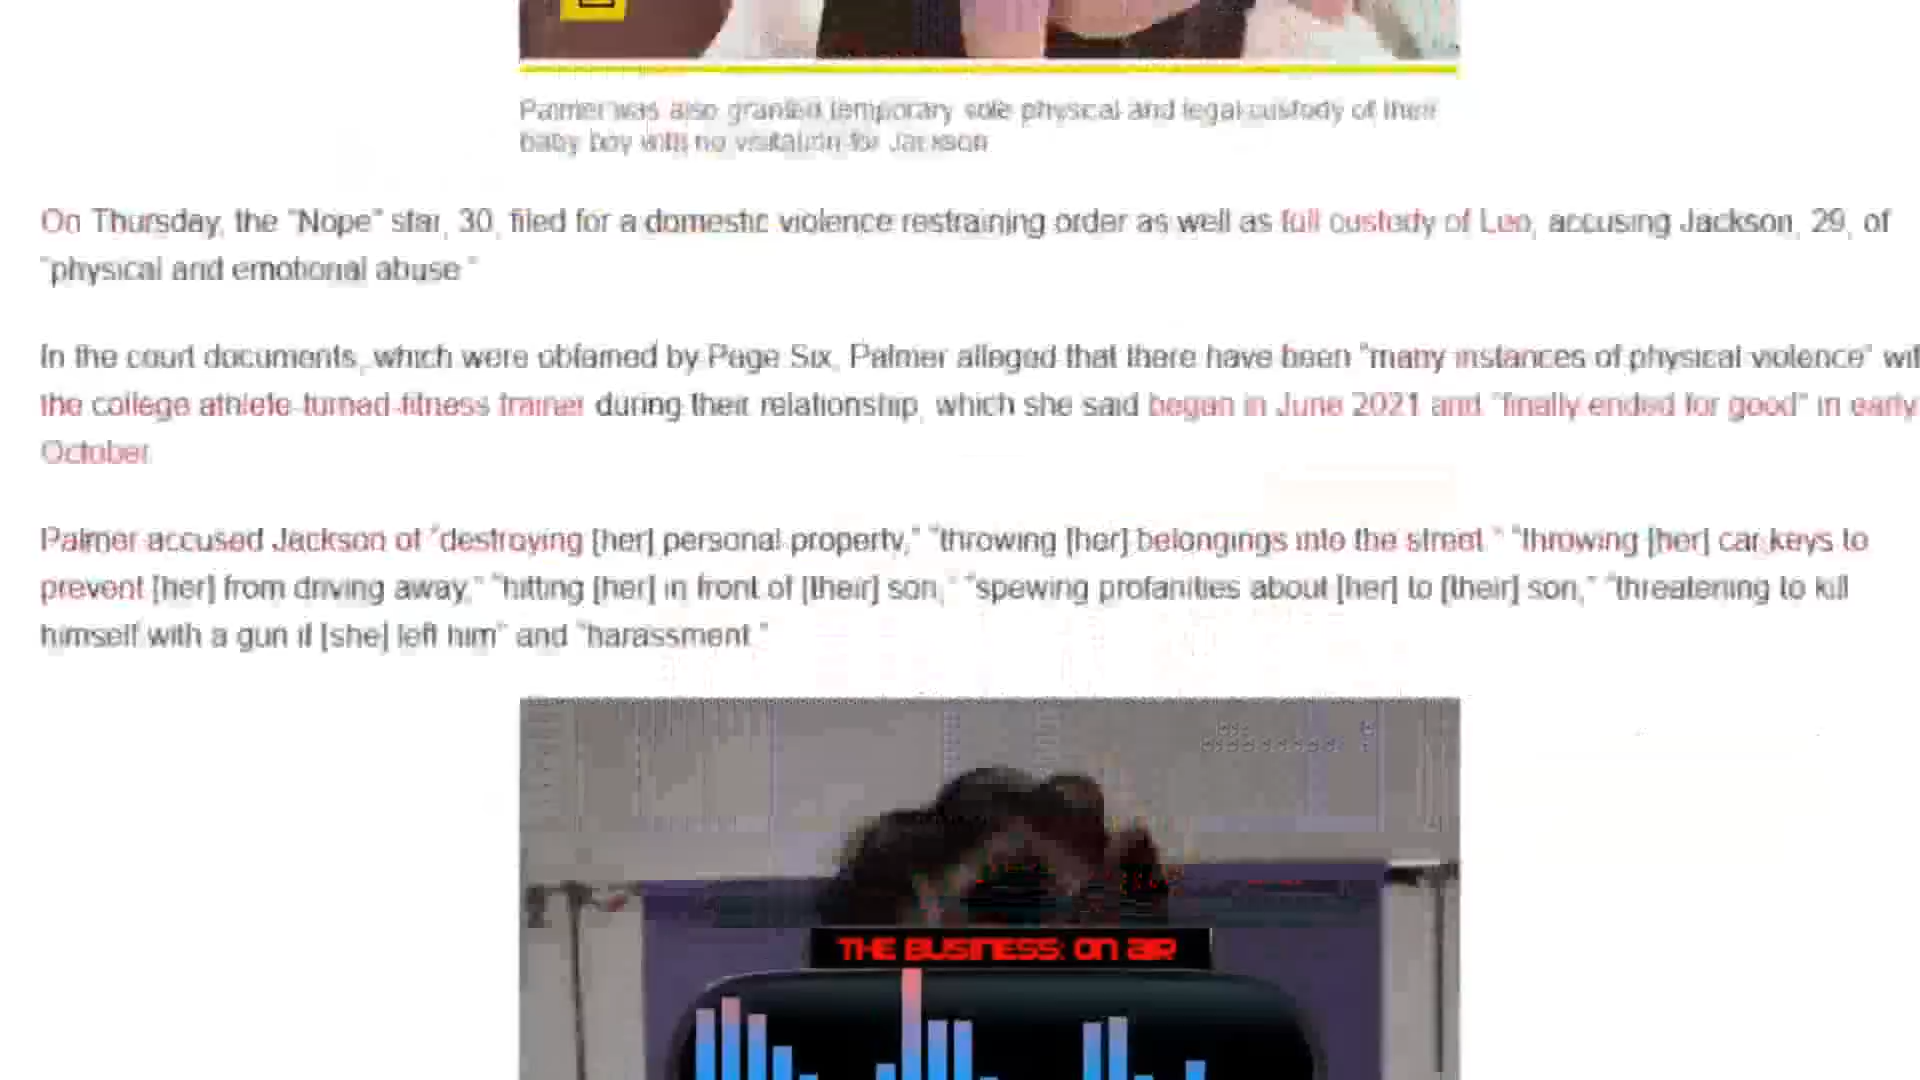 Palmer was also granted temporary sole physical and legal custody of their
baby boy with no visitation for Jackson
On Thursday, the "Nope" star, 30, filed for a domestic violence restraining order as well as full custody of Leo, accusing Jackson, 29, of
"physical and emotional abuse."
In the court documents, which were obtained by Page Six, Palmer alleged that there have been "many instances of physical violence" wit
the college athlete-turned-fitness trainer during their relationship, which she said began in June 2021 and "finally ended for good" in early
October.
Palmer accused Jackson of "destroying [her] personal property," "throwing [her] belongings into the street," "throwing [her] car keys to
prevent [her] from driving away," "hitting [her] in front of [their] son," "spewing profanities about [her] to [their] son," "threatening to kill
himself with a gun if [she] left him" and "harassment."
THE BUSINESS: ON AIR